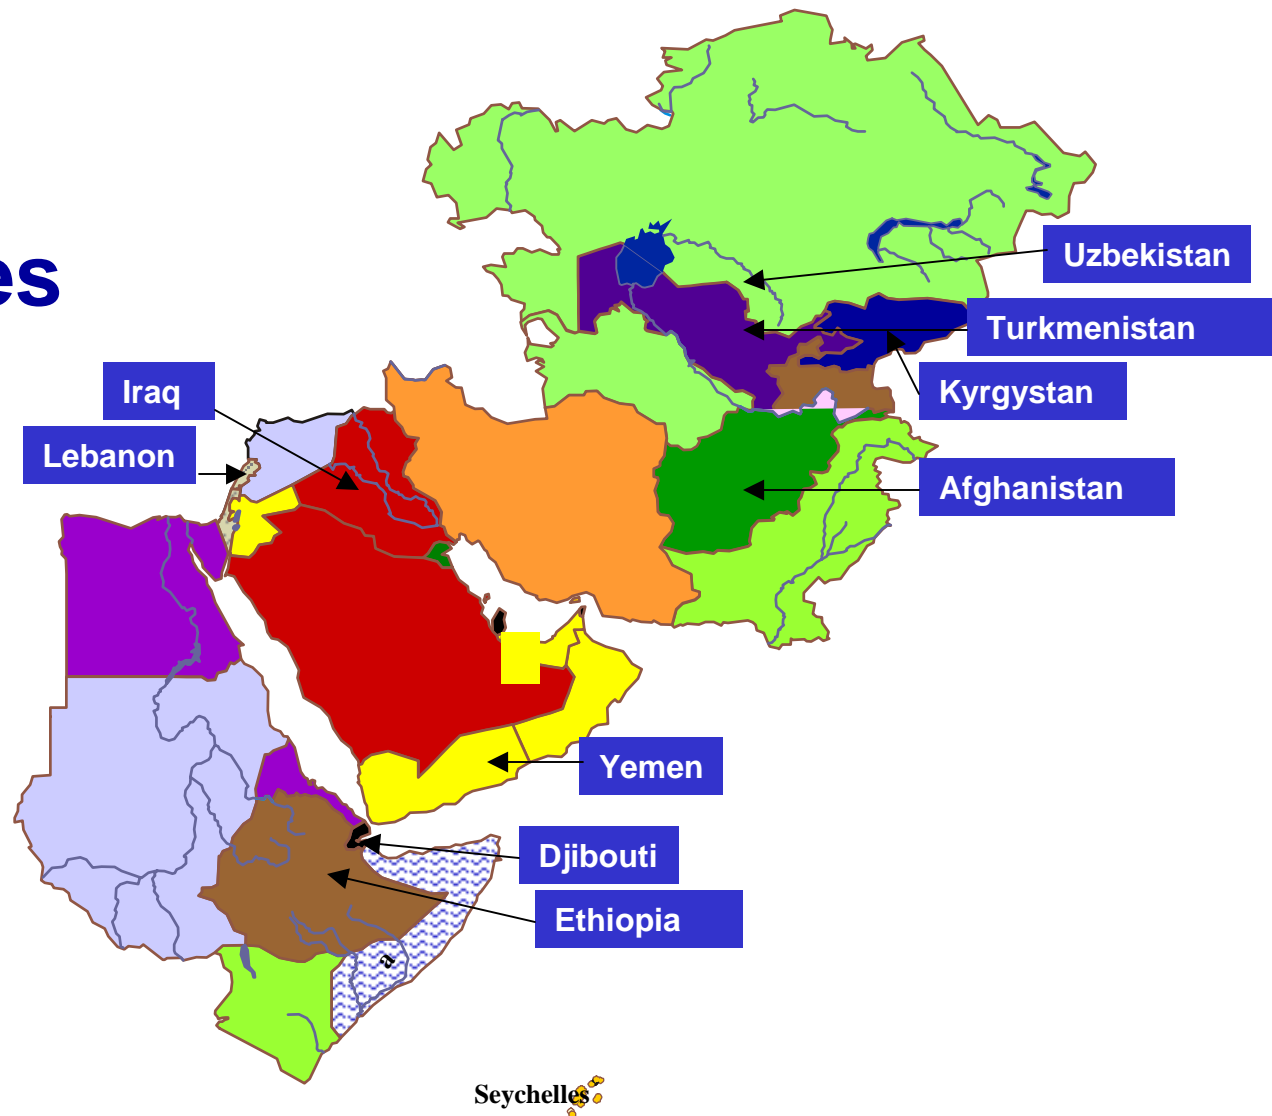 es
Uzbekistan
Turkmenistan
Iraq
Kyrgystan
Lebanon
Afghanistan
Yemen
Djibouti
Ethiopia
a
Seychelles